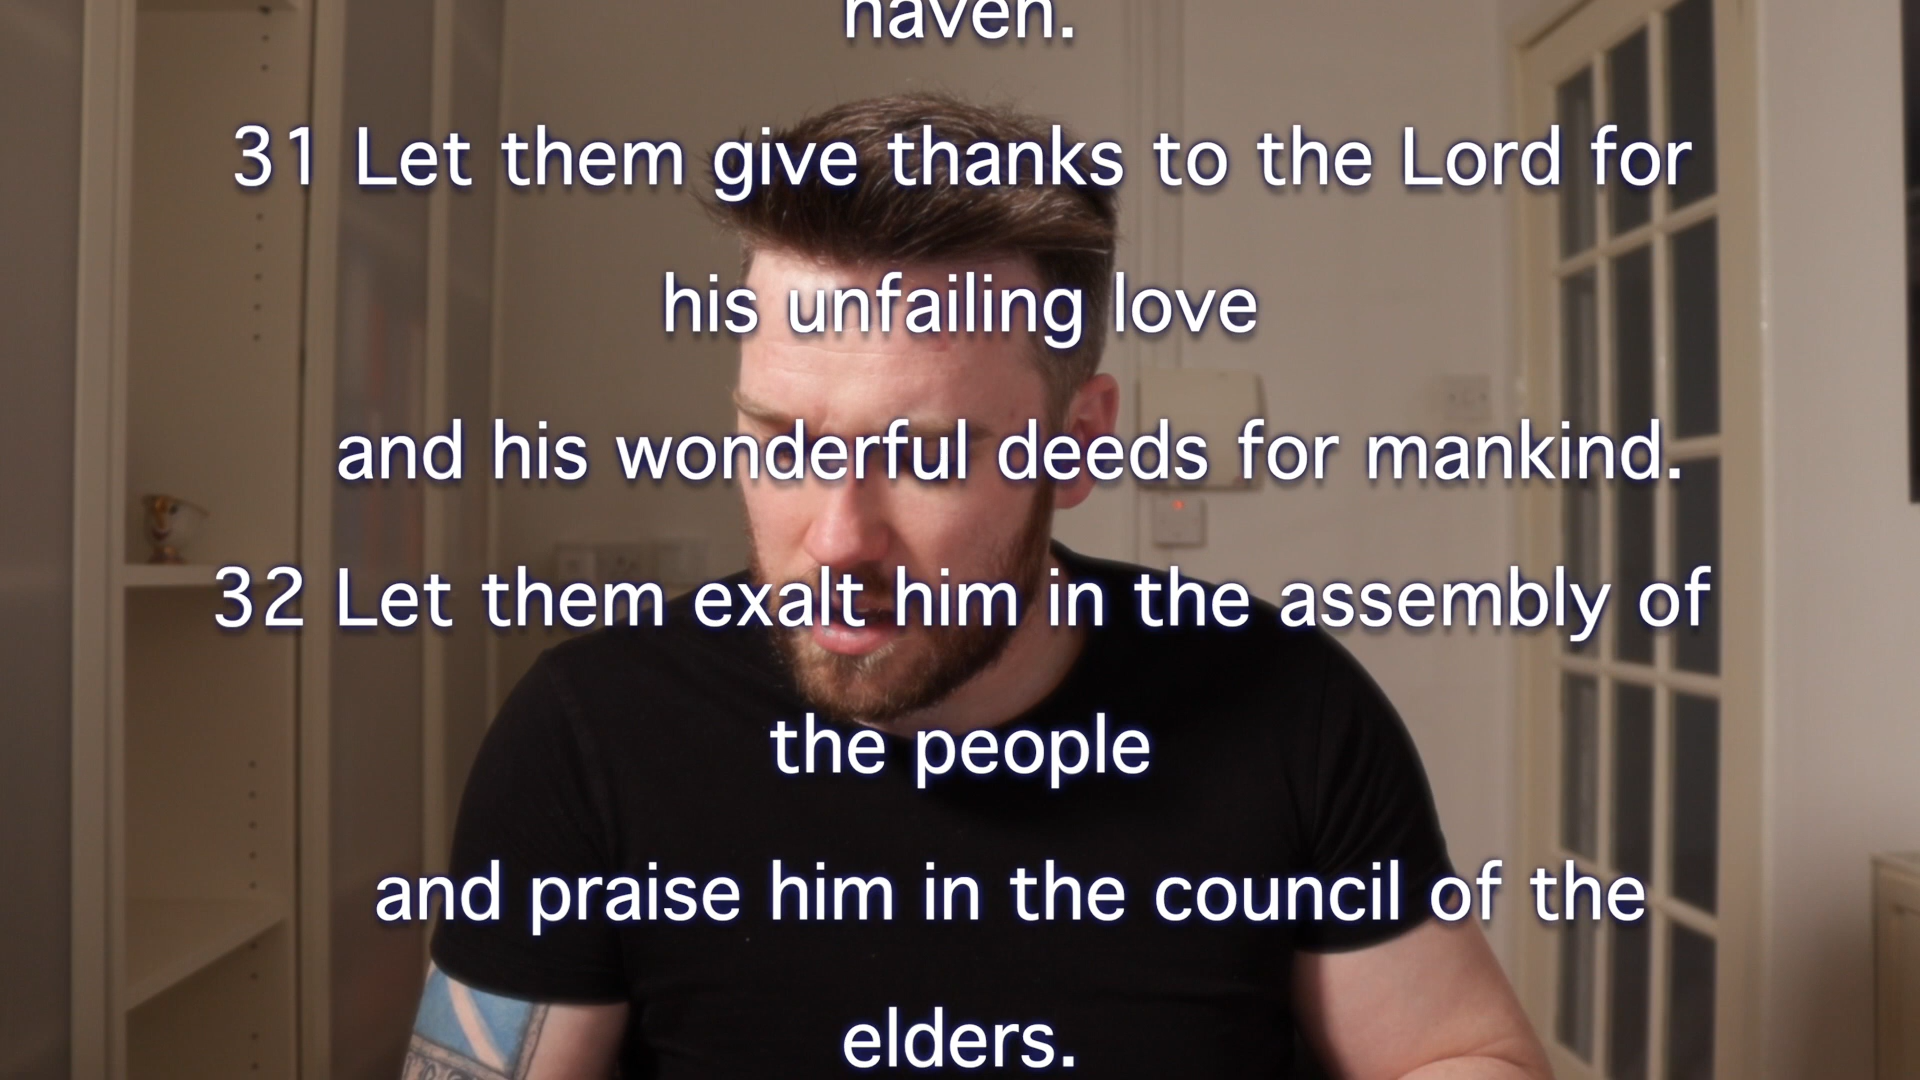 haven.
31 Let them give thanks to the Lord for
his unfailing love
and his wonderful deeds for mankind.
32 Let them exalt him in the assembly of
the people
and praise him in the council of the
elders.